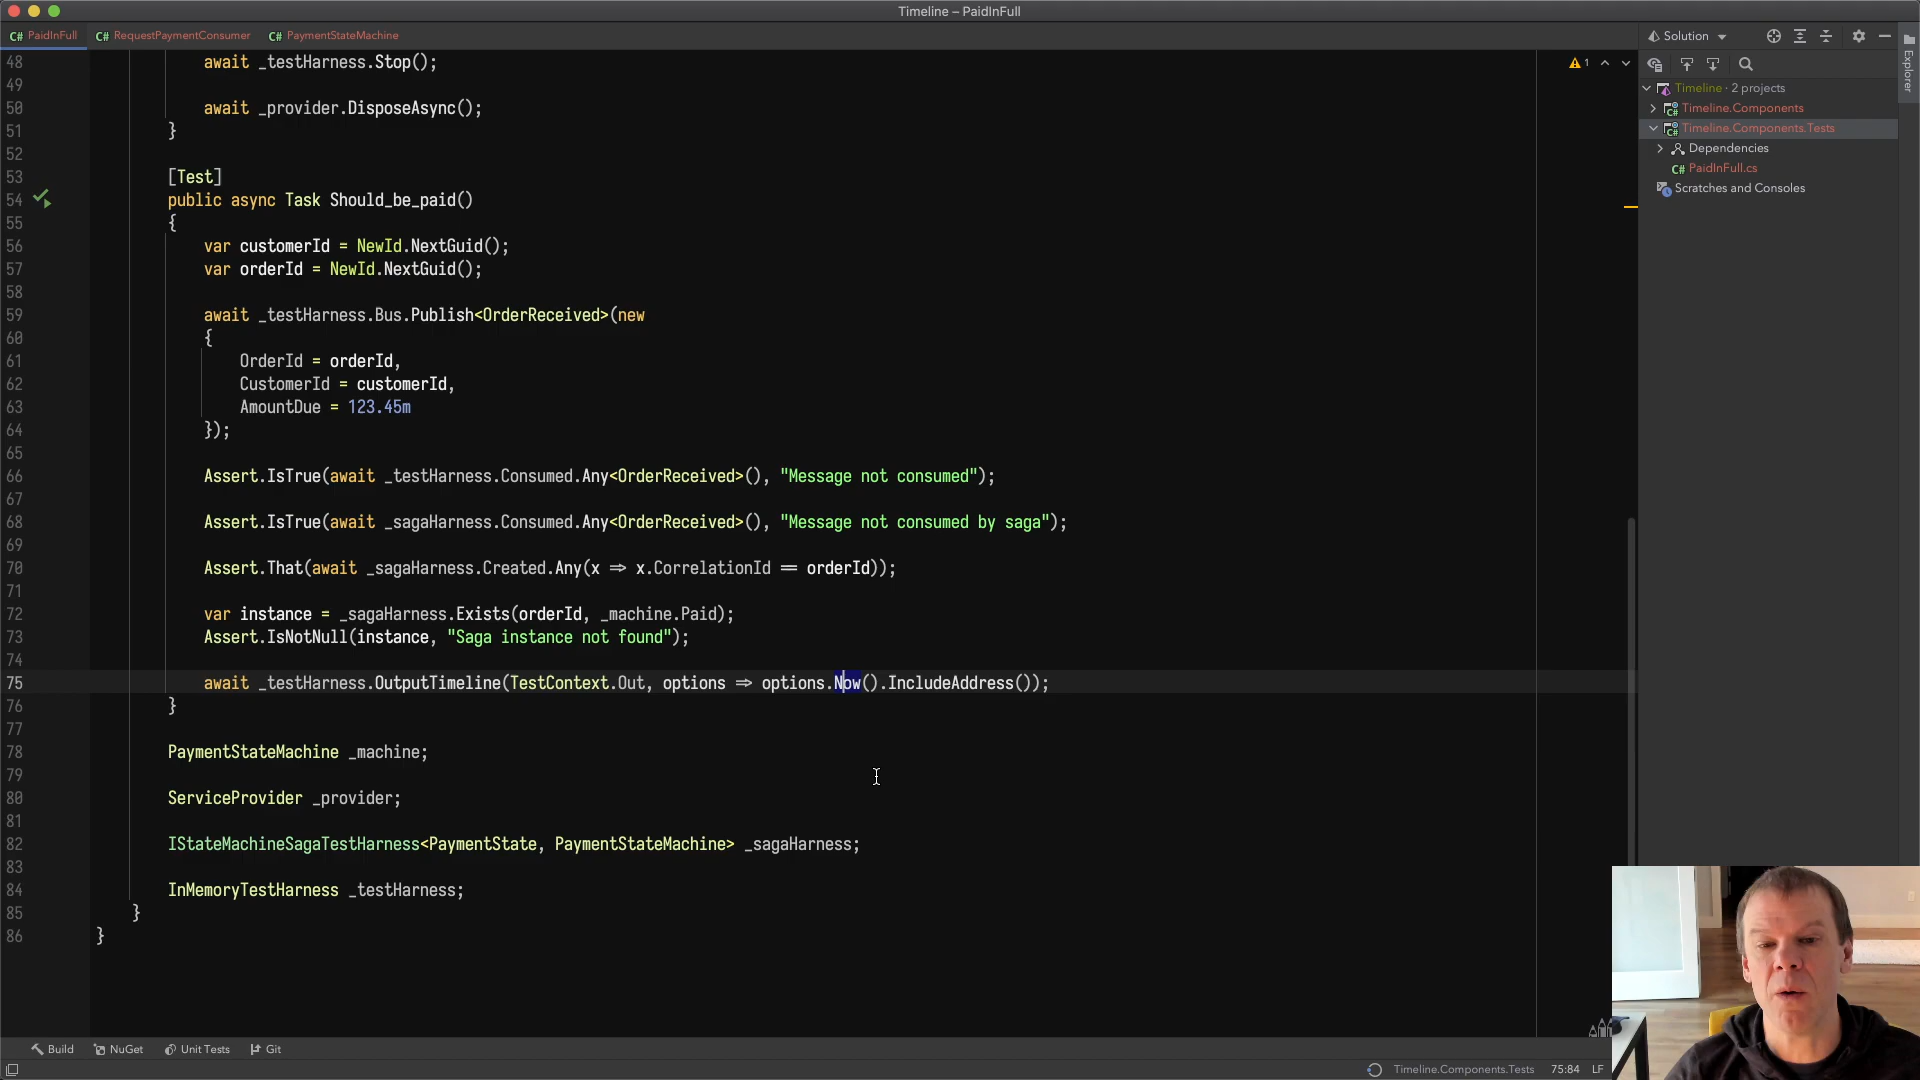 Timeline – PaidInFull
C# PaidInFull C# RequestPaymentConsumer C# PaymentStateMachine
Solution
Explorer
48 await _testHarness.Stop();
1
49
50 await _provider.DisposeAsync();
51 }
52
53 [Test]
54 public async Task Should_be_paid()
55 {
56 var customerId = NewId.NextGuid();
57 var orderId = NewId.NextGuid();
58
59 await _testHarness.Bus.Publish<OrderReceived>(new
60 {
61 OrderId = orderId,
62 CustomerId = customerId,
63 AmountDue = 123.45m
64 });
65
66 Assert.IsTrue(await _testHarness.Consumed.Any<OrderReceived>(), "Message not consumed");
67
68 Assert.IsTrue(await _sagaHarness.Consumed.Any<OrderReceived>(), "Message not consumed by saga");
69
70 Assert.That(await _sagaHarness.Created.Any(x => x.CorrelationId == orderId));
71
72 var instance = _sagaHarness.Exists(orderId, _machine.Paid);
73 Assert.IsNotNull(instance, "Saga instance not found");
74
75 await _testHarness.OutputTimeline(TestContext.Out, options => options.Now().IncludeAddress());
76 }
77
78 PaymentStateMachine _machine;
79
80 ServiceProvider _provider;
81
82 IStateMachineSagaTestHarness<PaymentState, PaymentStateMachine> _sagaHarness;
83
84 InMemoryTestHarness _testHarness;
85 }
86 }
Timeline · 2 projects
C# Timeline.Components
C# Timeline.Components.Tests
Dependencies
C# PaidInFull.cs
Scratches and Consoles
Build NuGet Unit Tests Git
Timeline.Components.Tests 75:84 LF